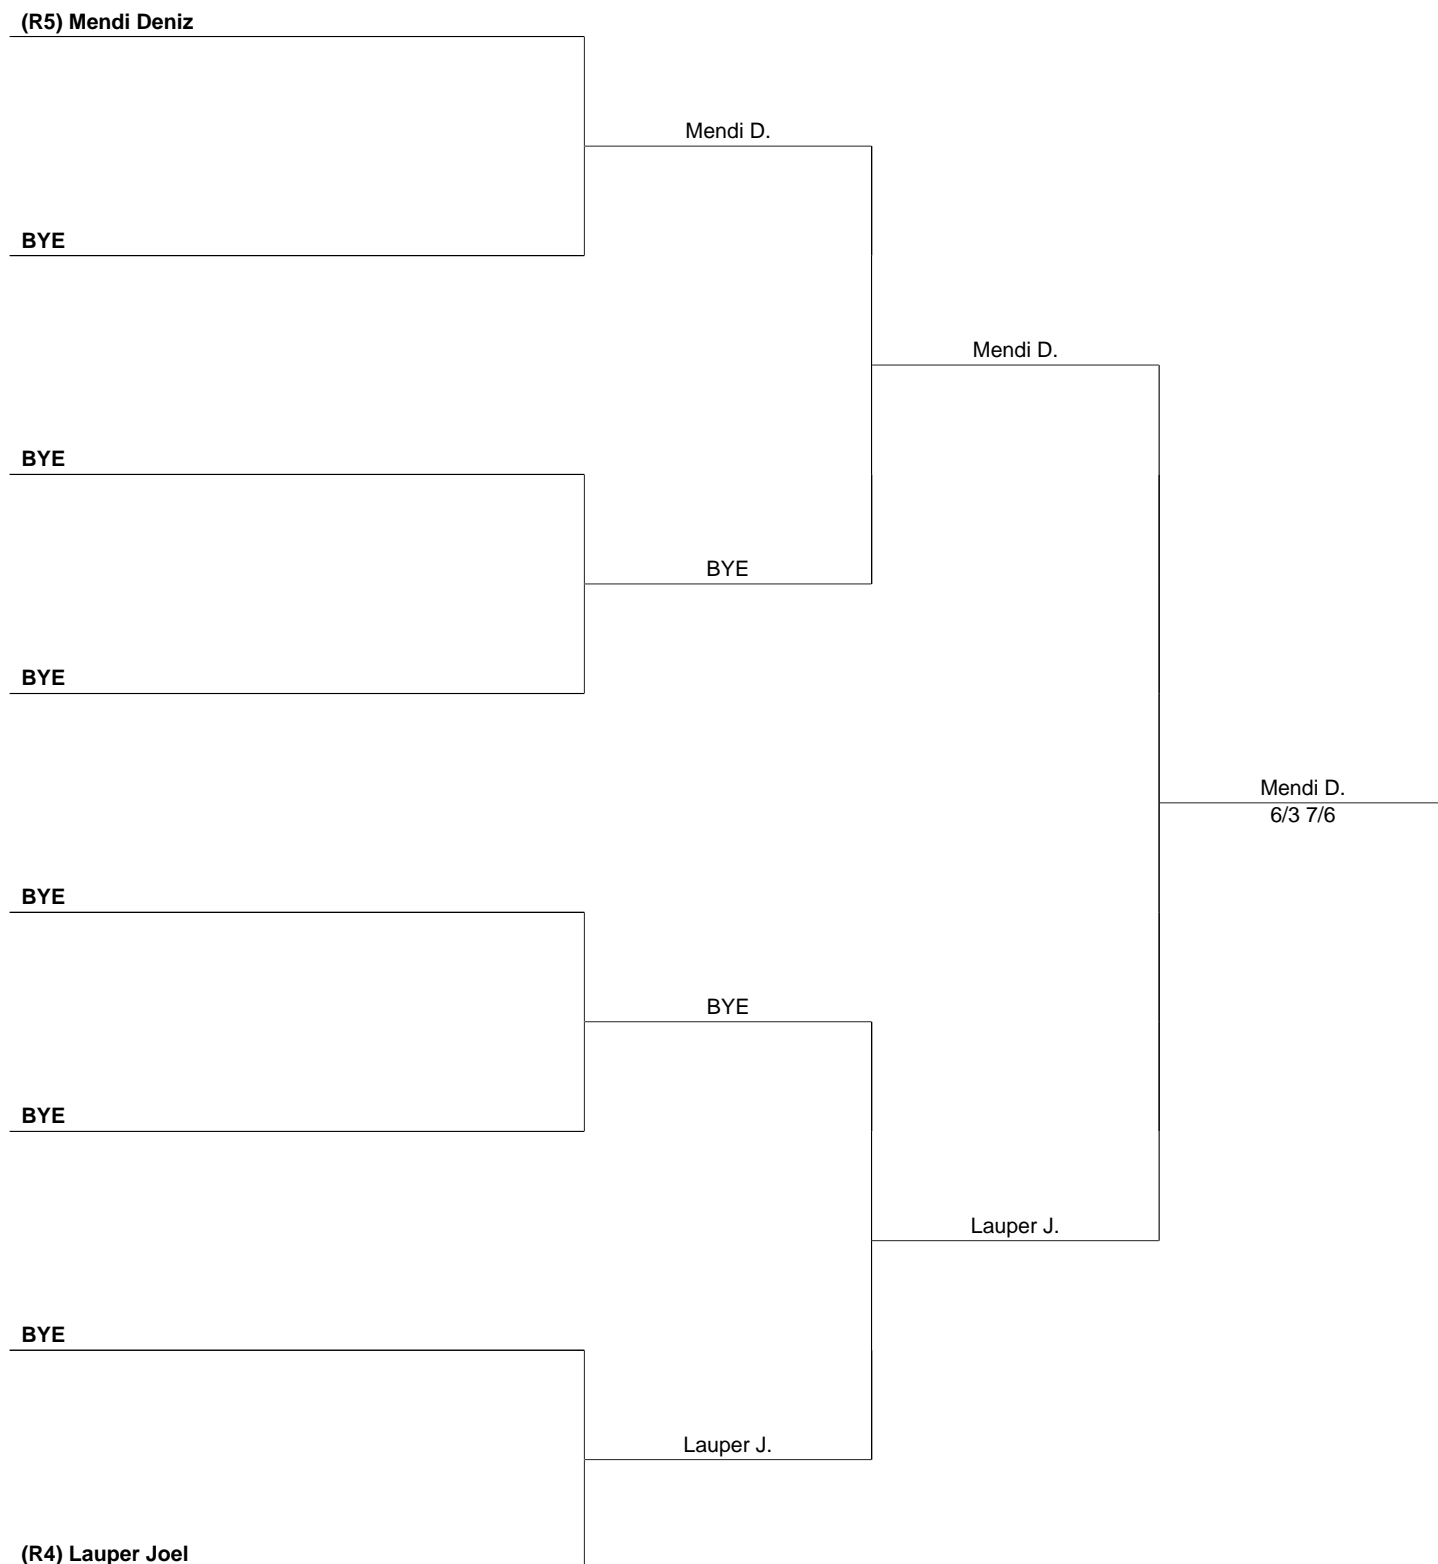 (R5) Mendi Deniz
Mendi D.
BYE
Mendi D.
BYE
BYE
BYE
Mendi D.
6/3 7/6
BYE
BYE
BYE
Lauper J.
BYE
Lauper J.
(R4) Lauper Joel